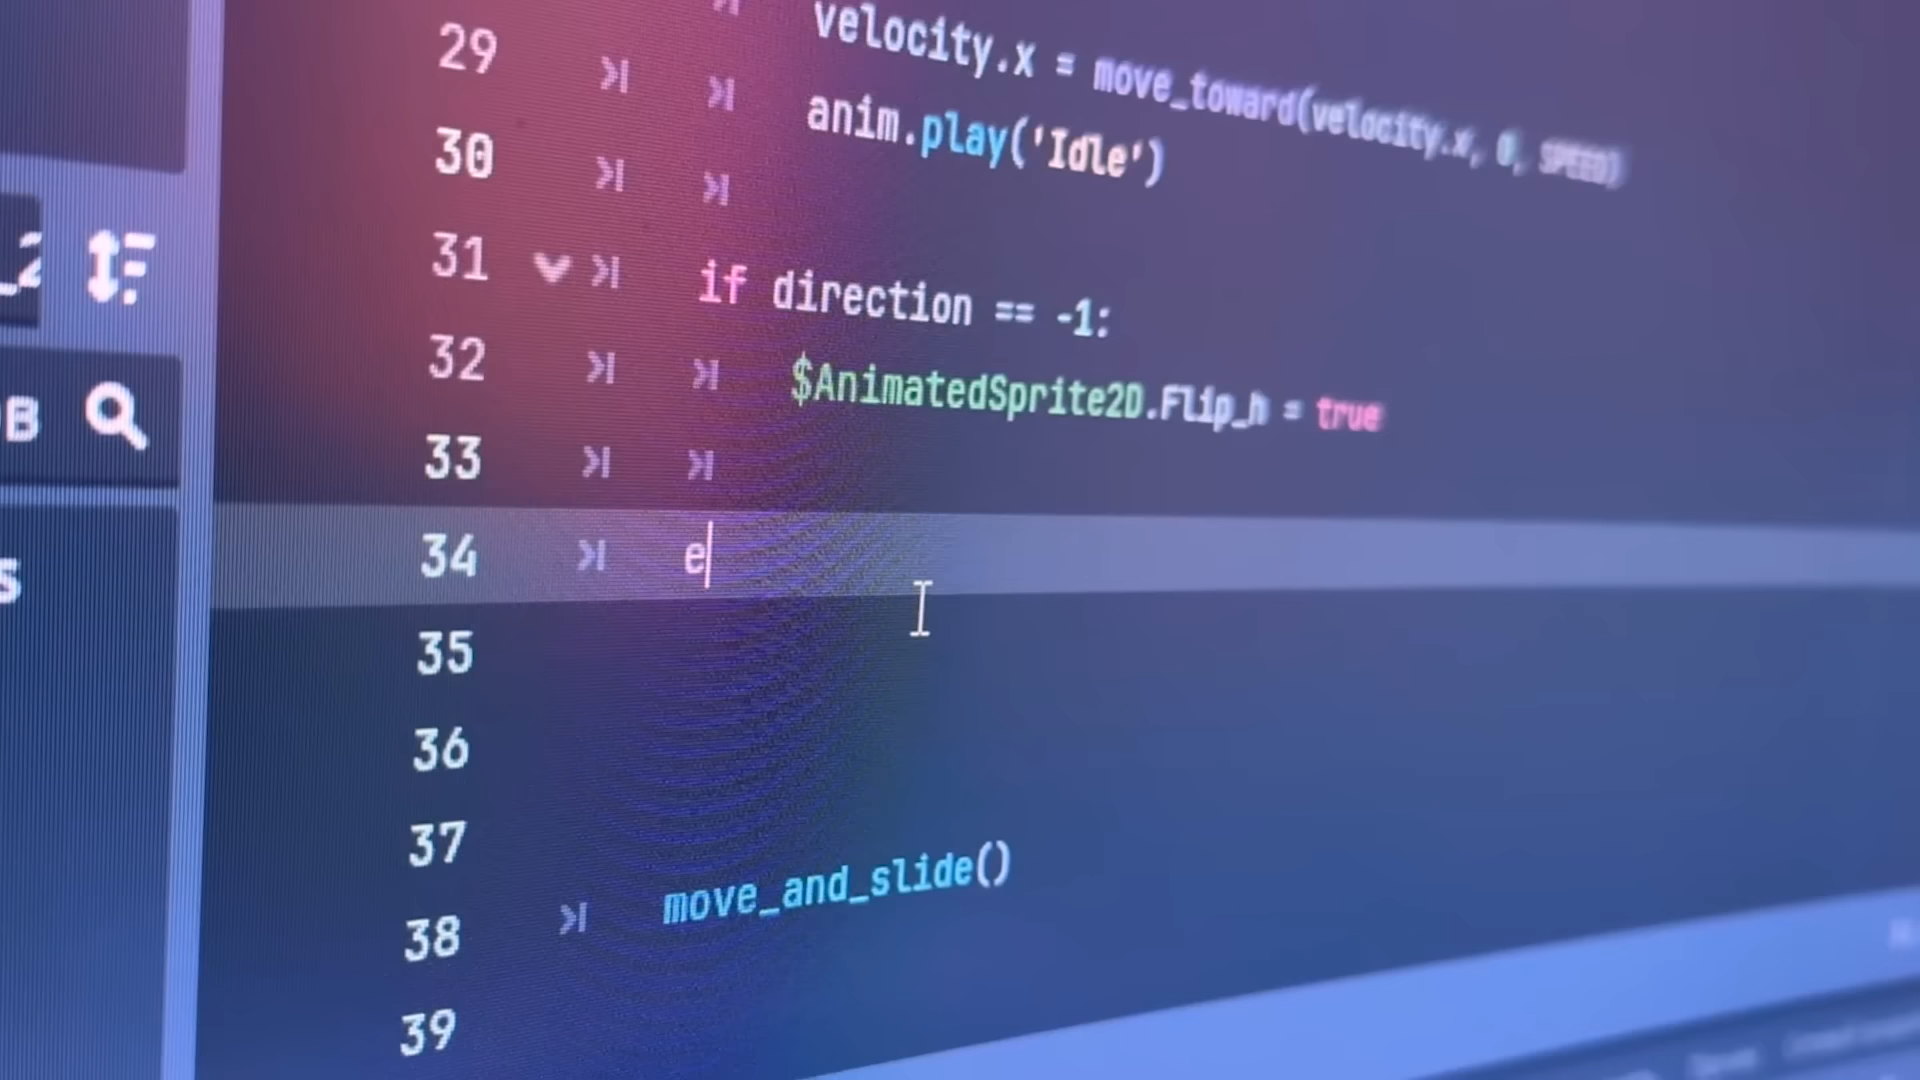 velocity.x = move_toward(velocity.x, 0, SPEED)
29 anim.play('Idle')
30
31 if direction == -1:
32 $AnimatedSprite2D.Flip_h = true
33
34 e
35
36
37
38 move_and_slide()
39
_2
B
S